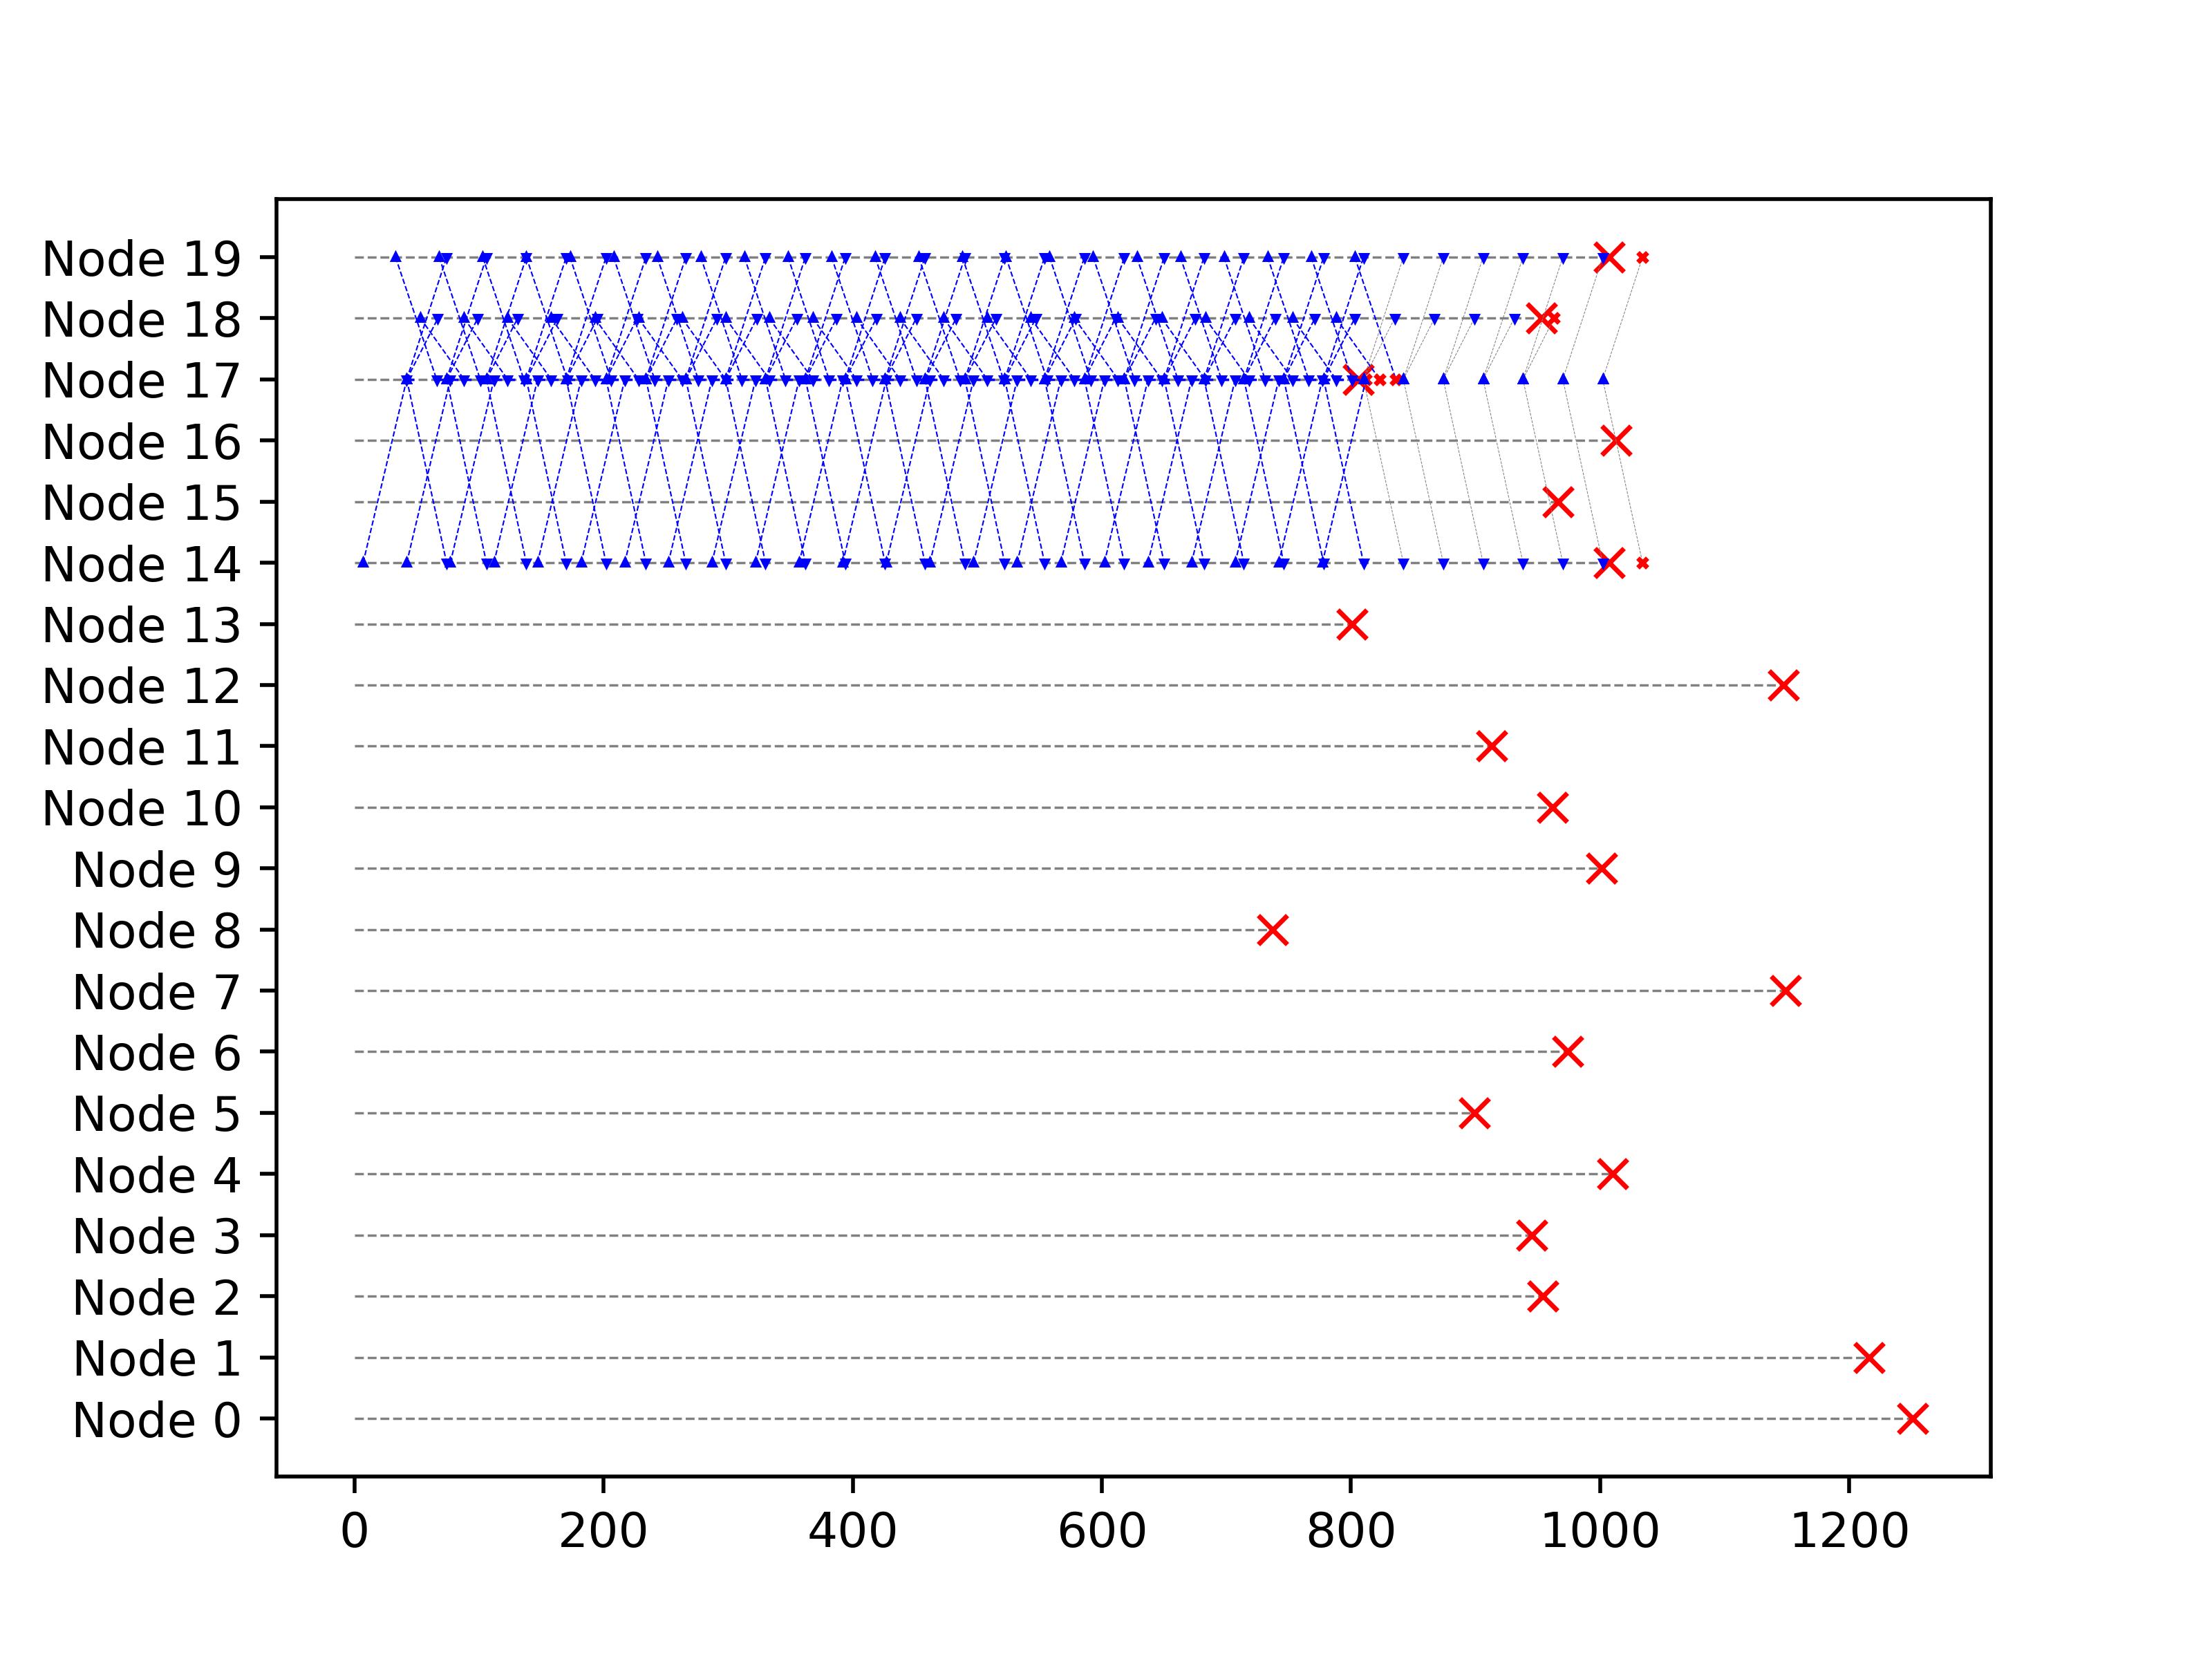 Node 19
Node 18
Node 17
Node 16
Node 15
Node 14
Node 13
Node 12
Node 11
Node 10
Node 9
Node 8
Node 7
Node 6
Node 5
Node 4
Node 3
Node 2
Node 1
Node 0
0 200 400 600 800 1000 1200